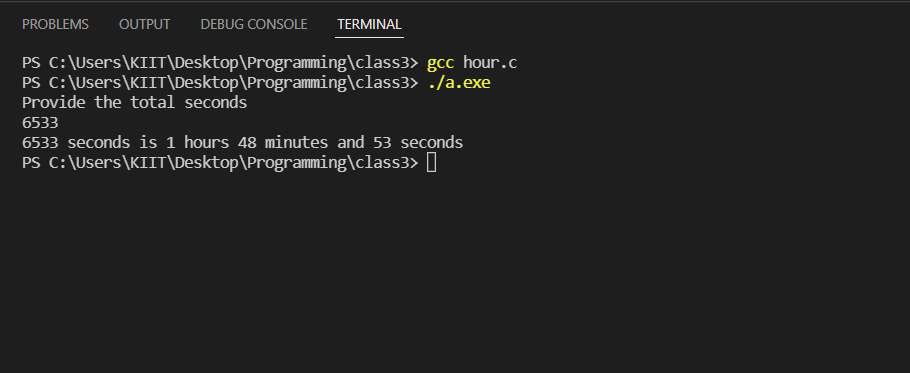 PROBLEMS OUTPUT DEBUG CONSOLE TERMINAL
PS C:\Users\KIIT\Desktop\Programming\class3> gcc hour.c
PS C:\Users\KIIT\Desktop\Programming\class3> ./a.exe
Provide the total seconds
6533
6533 seconds is 1 hours 48 minutes and 53 seconds
PS C:\Users\KIIT\Desktop\Programming\class3>